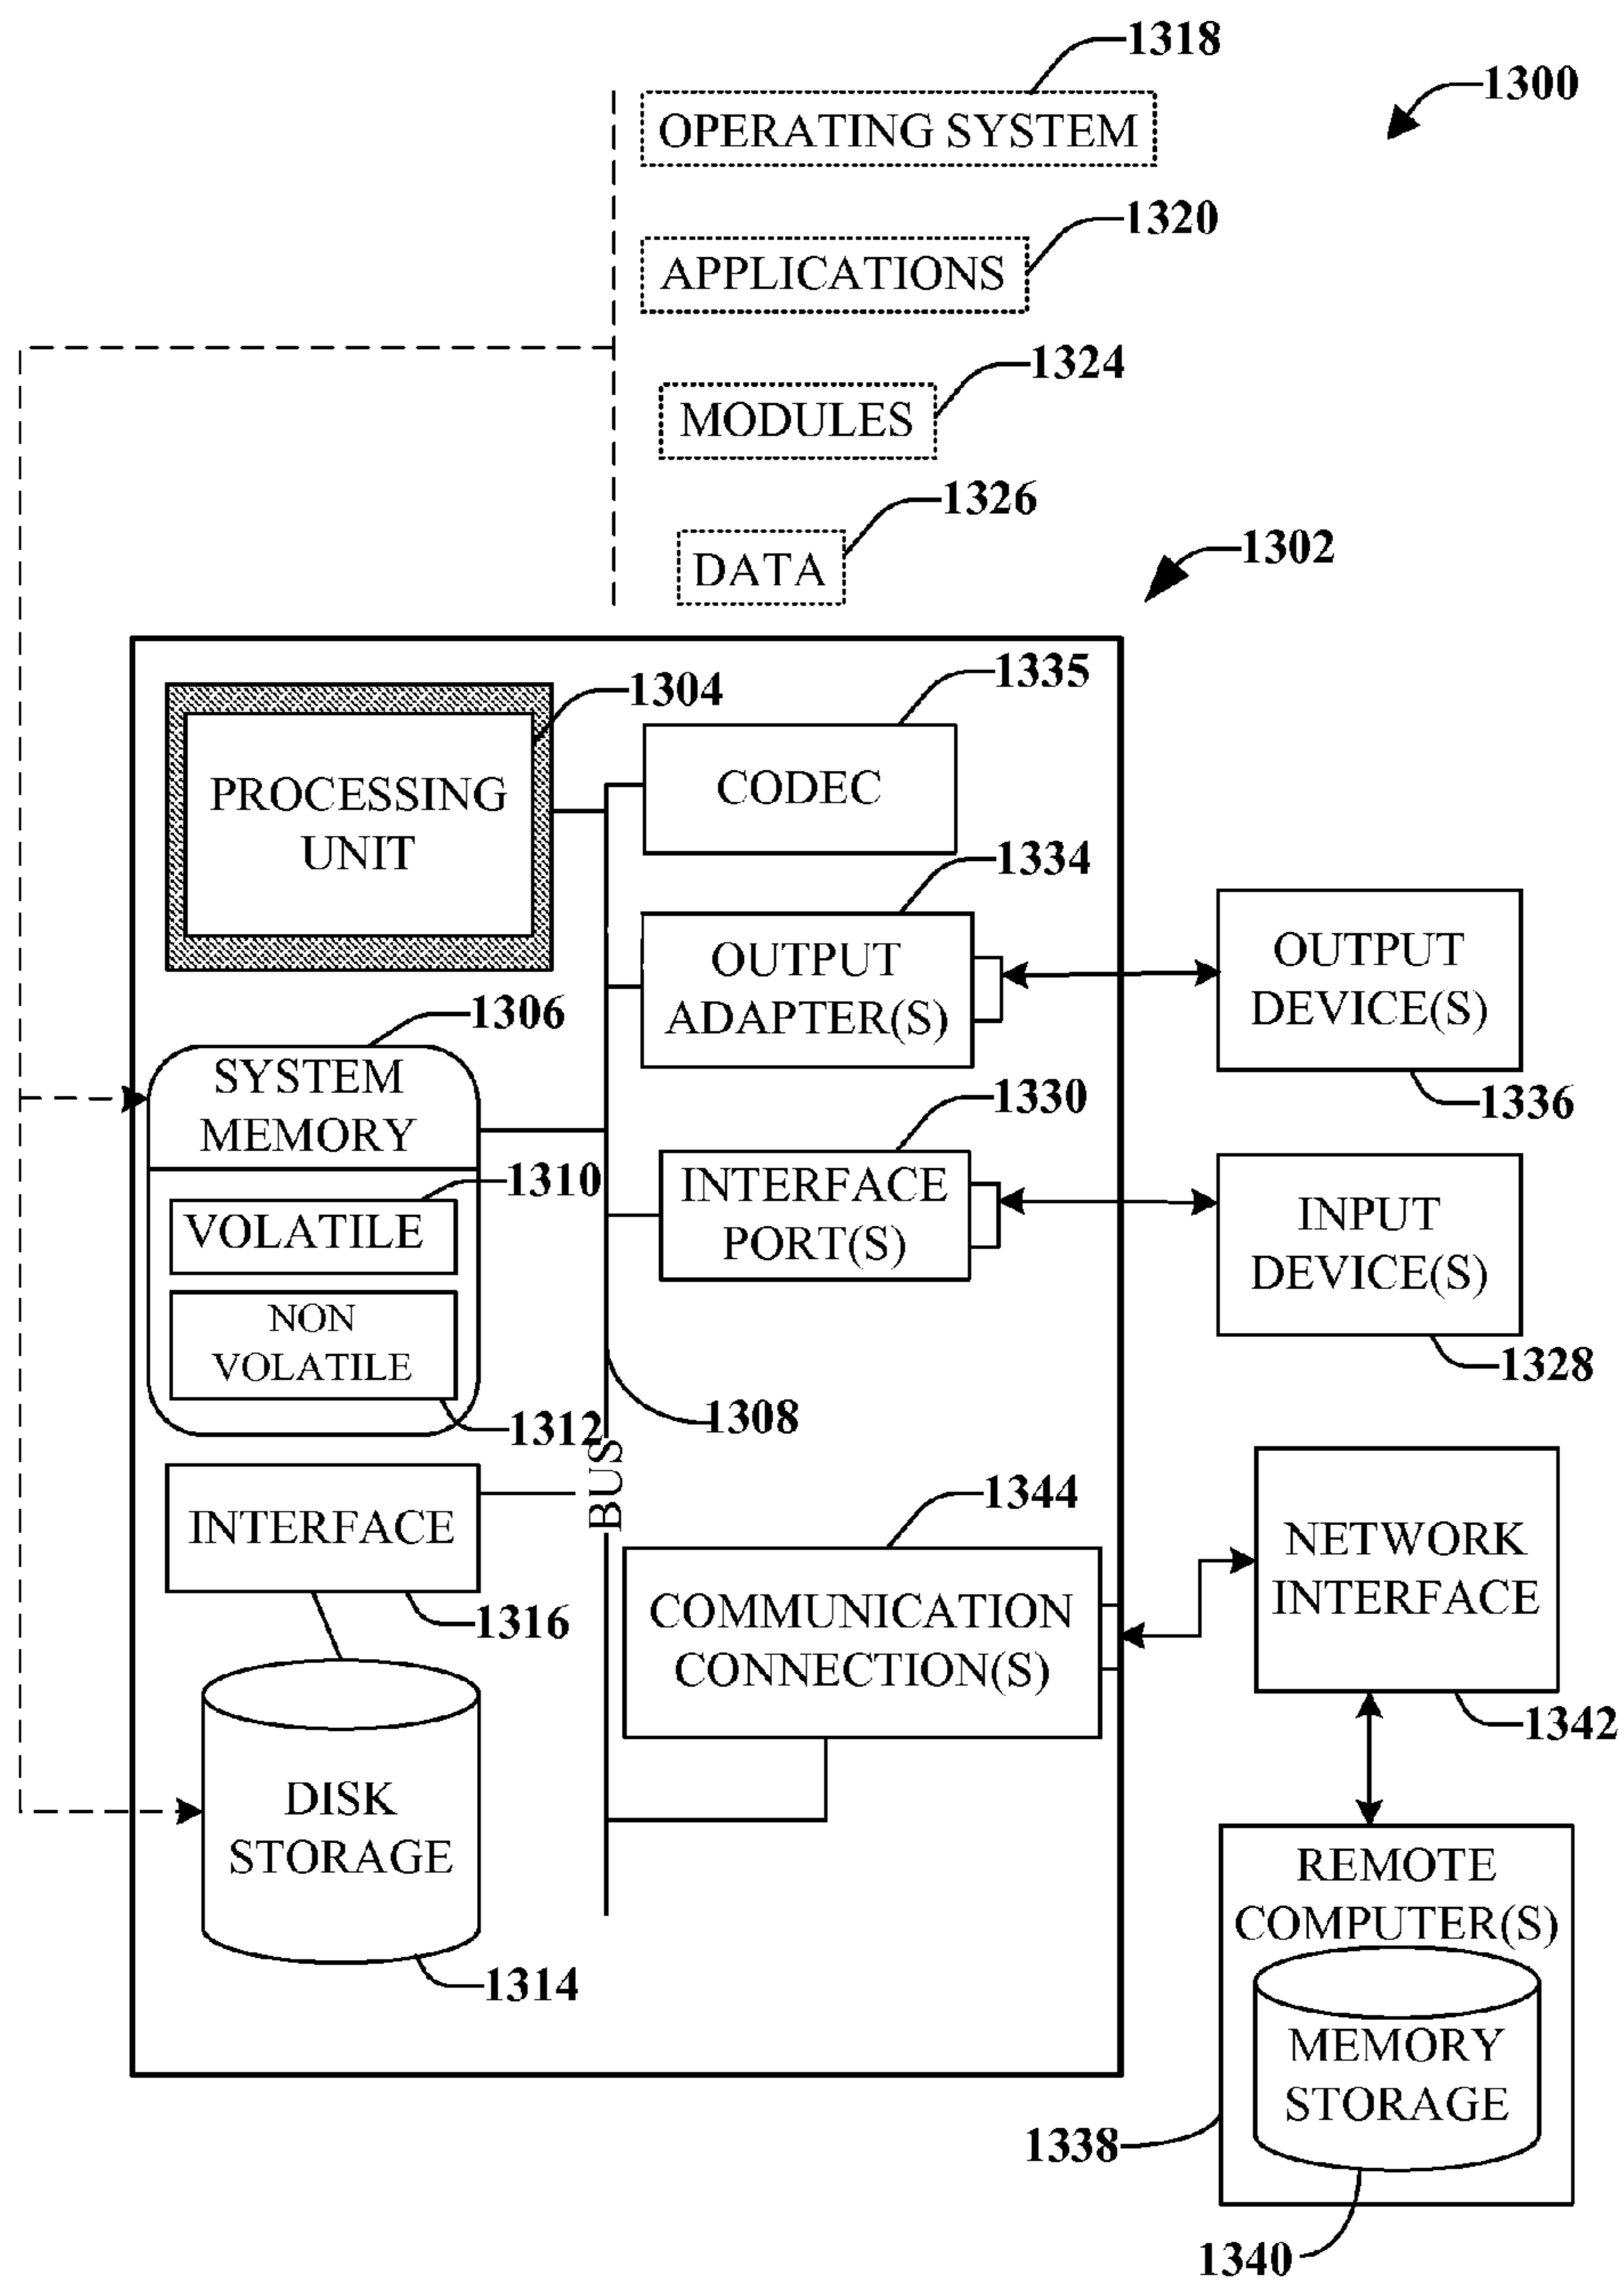 1318
1300
OPERATING SYSTEM
1320
APPLICATIONS
1324
MODULES
1326
DATA
1302
1304
1335
PROCESSING
UNIT
CODEC
1334
OUTPUT
ADAPTER(S)
OUTPUT
DEVICE(S)
1336
1306
SYSTEM
MEMORY
1330
1310
VOLATILE
INTERFACE
PORT(S)
INPUT
DEVICE(S)
1328
NON
VOLATILE
1312
1308
BUS
1344
INTERFACE
1316
COMMUNICATION
CONNECTION(S)
NETWORK
INTERFACE
1342
DISK
STORAGE
1314
REMOTE
COMPUTER(S)
MEMORY
STORAGE
1338
1340